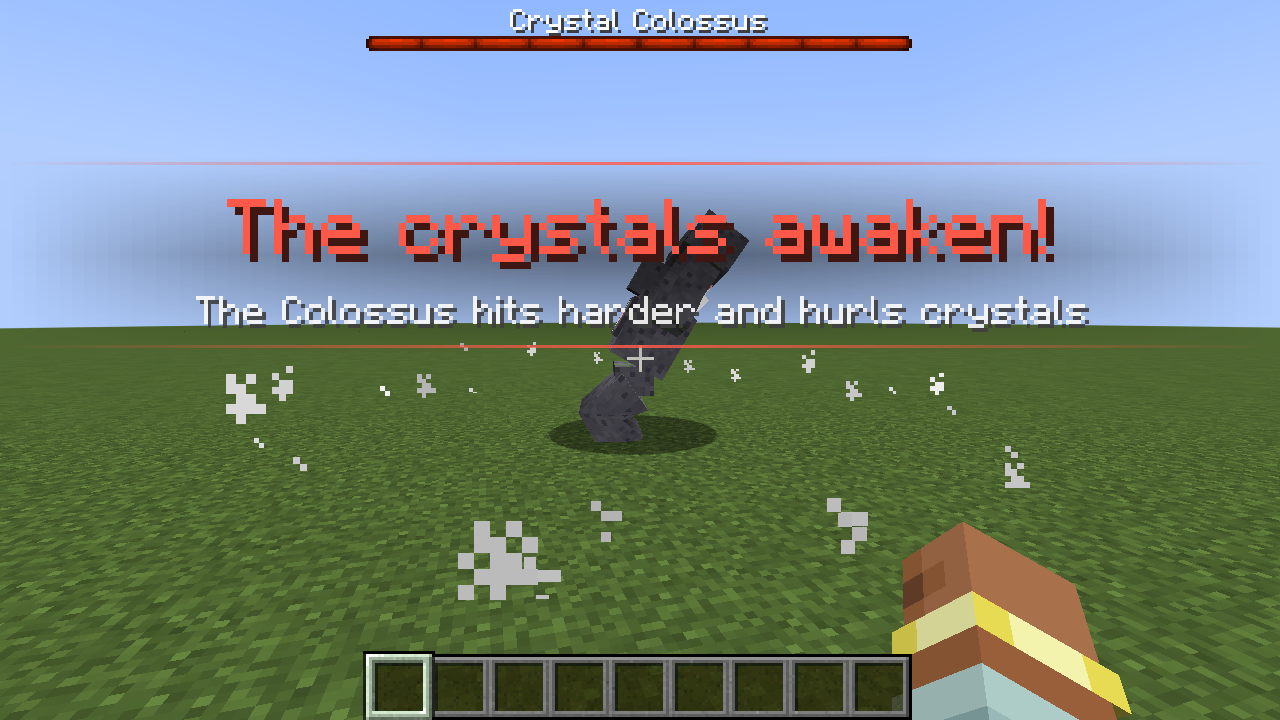 Crystal Colossus
The crystals awaken!
The Colossus hits harder and hurls crystals